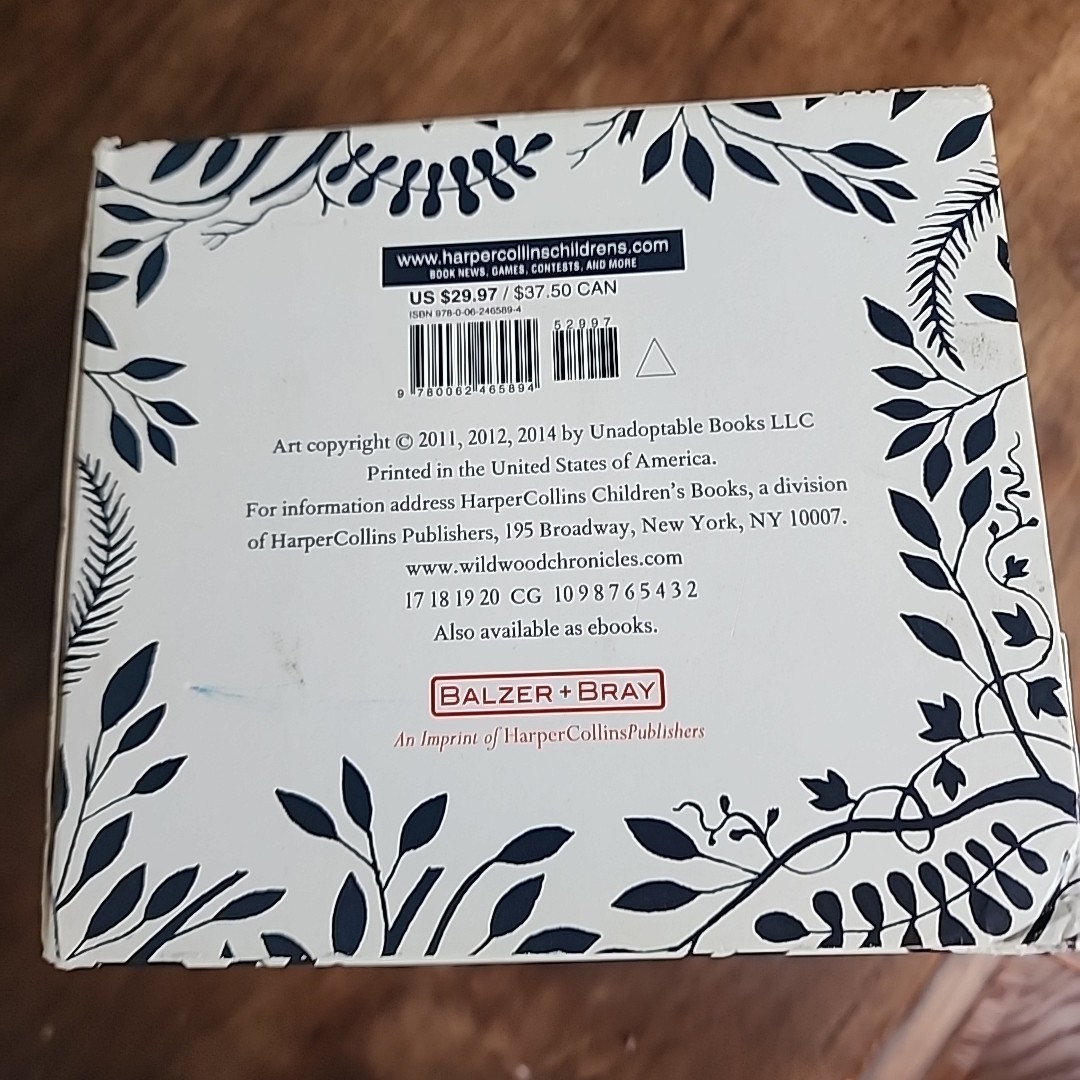 www.harpercollinschildrens.com
BOOK NEWS, GAMES, CONTESTS, AND MORE
US $29.97 / $37.50 CAN
ISBN 978-0-06-246589-4
52997
9 780062 465894
Art copyright © 2011, 2012, 2014 by Unadoptable Books LLC
Printed in the United States of America.
For information address HarperCollins Children's Books, a division
of HarperCollins Publishers, 195 Broadway, New York, NY 10007.
www.wildwoodchronicles.com
17 18 19 20 CG 10 9 8 7 6 5 4 3 2
Also available as ebooks.
BALZER + BRAY
An Imprint of HarperCollinsPublishers